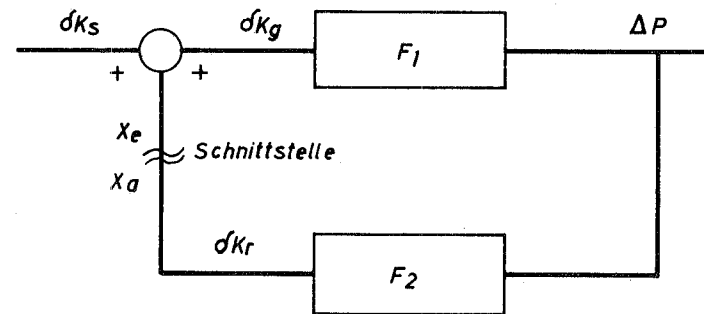 δKs
δKg
F1
ΔP
+
+
Xe
Schnittstelle
Xa
δKr
F2